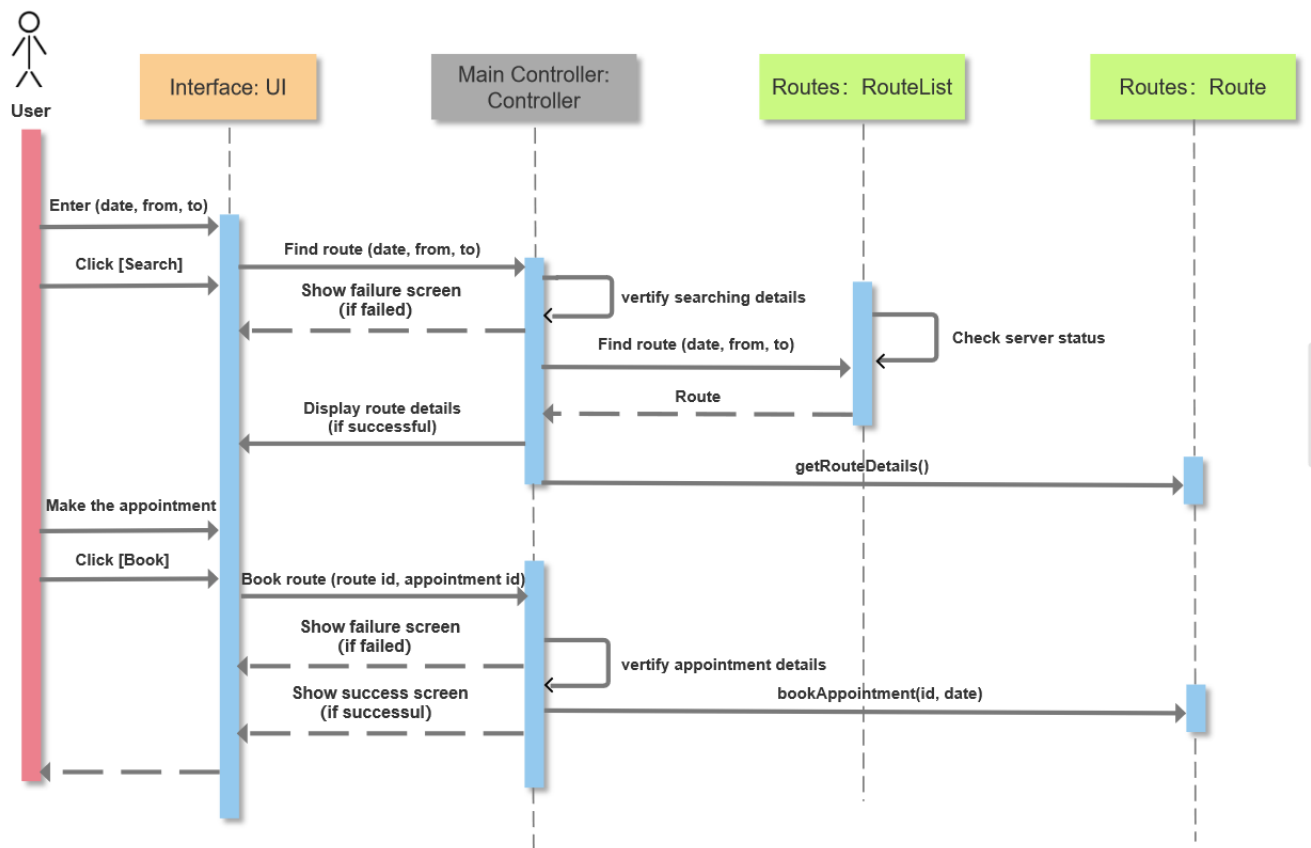 User
Interface: UI
Main Controller:
Controller
Routes: RouteList
Routes: Route
Enter (date, from, to)
Click [Search]
Find route (date, from, to)
Show failure screen
(if failed)
vertify searching details
Find route (date, from, to)
Check server status
Route
Display route details
(if successful)
getRouteDetails()
Make the appointment
Click [Book]
Book route (route id, appointment id)
Show failure screen
(if failed)
vertify appointment details
Show success screen
(if successul)
bookAppointment(id, date)